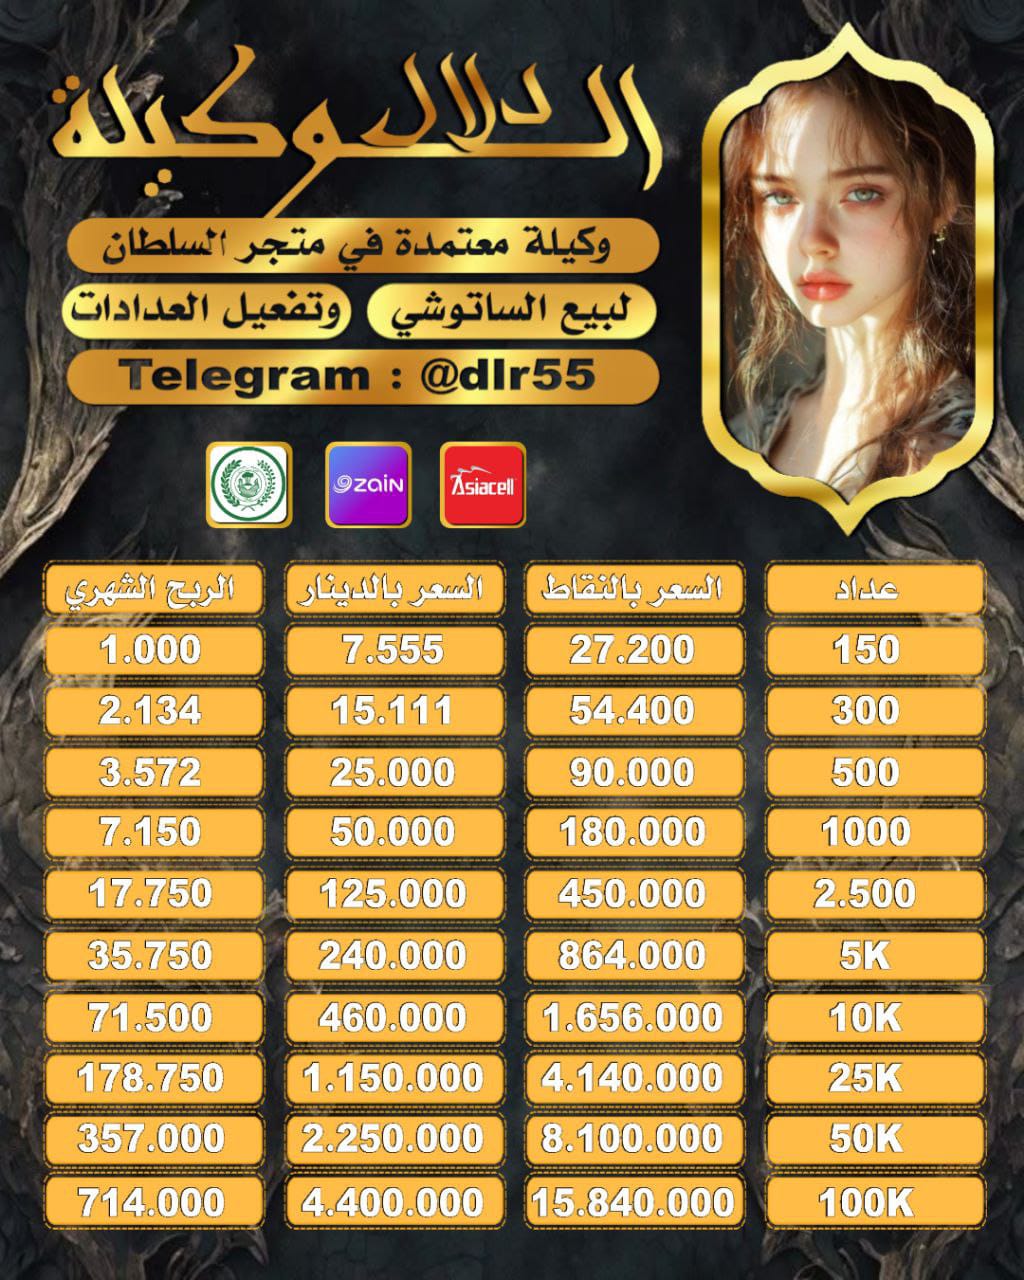 الوكيلة دلال
وكيلة معتمدة في متجر السلطان
لبيع الساتوشي وتفعيل العدادات
Telegram : @dlr55
zain Asiacell
عداد السعر بالنقاط السعر بالدينار الربح الشهري
150 27.200 7.555 1.000
300 54.400 15.111 2.134
500 90.000 25.000 3.572
1000 180.000 50.000 7.150
2.500 450.000 125.000 17.750
5K 864.000 240.000 35.750
10K 1.656.000 460.000 71.500
25K 4.140.000 1.150.000 178.750
50K 8.100.000 2.250.000 357.000
100K 15.840.000 4.400.000 714.000